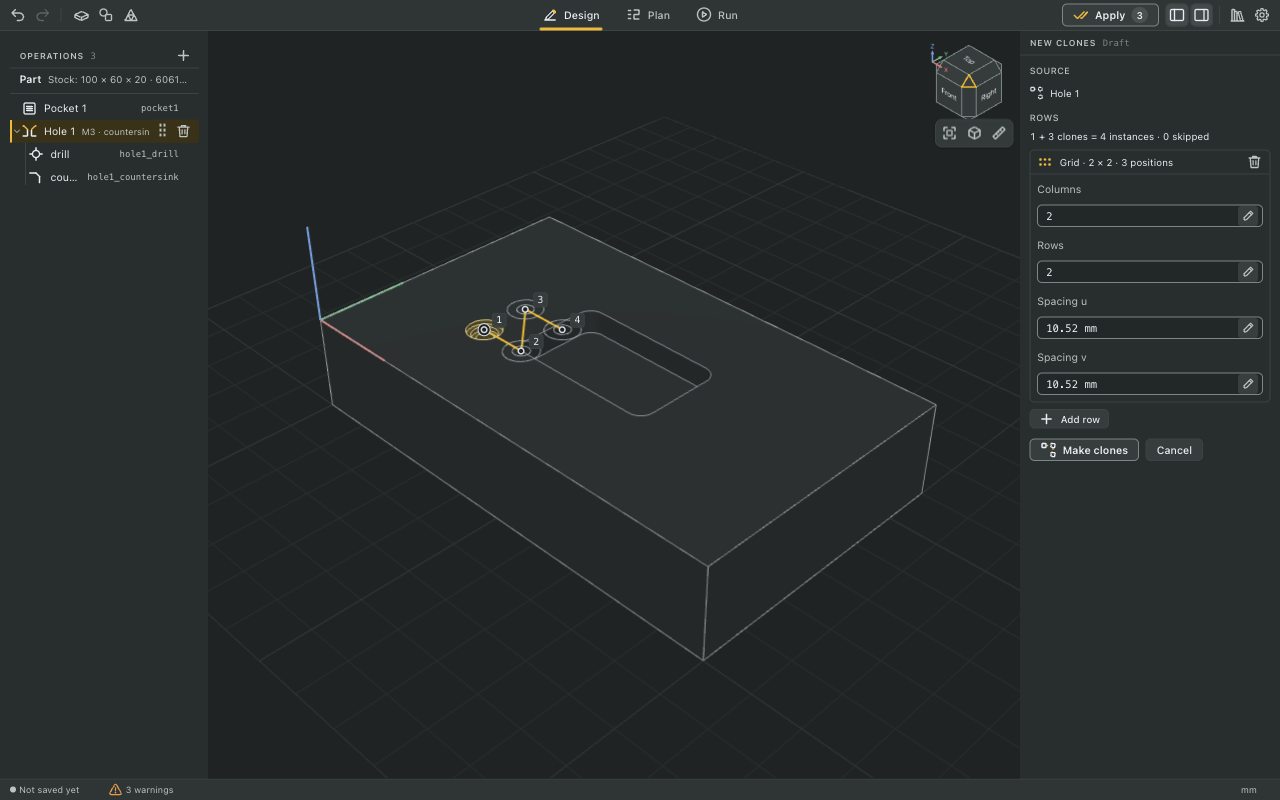 Design
Plan
Run
Apply 3
OPERATIONS 3
Part Stock: 100 × 60 × 20 · 6061...
Pocket 1 pocket1
Hole 1 M3 · countersin
drill hole1_drill
cou... hole1_countersink
Z
Y
X
Top
Front
Right
1
2
3
4
NEW CLONES Draft
SOURCE
Hole 1
ROWS
1 + 3 clones = 4 instances · 0 skipped
Grid · 2 × 2 · 3 positions
Columns
2
Rows
2
Spacing u
10.52 mm
Spacing v
10.52 mm
Add row
Make clones
Cancel
Not saved yet
3 warnings
mm